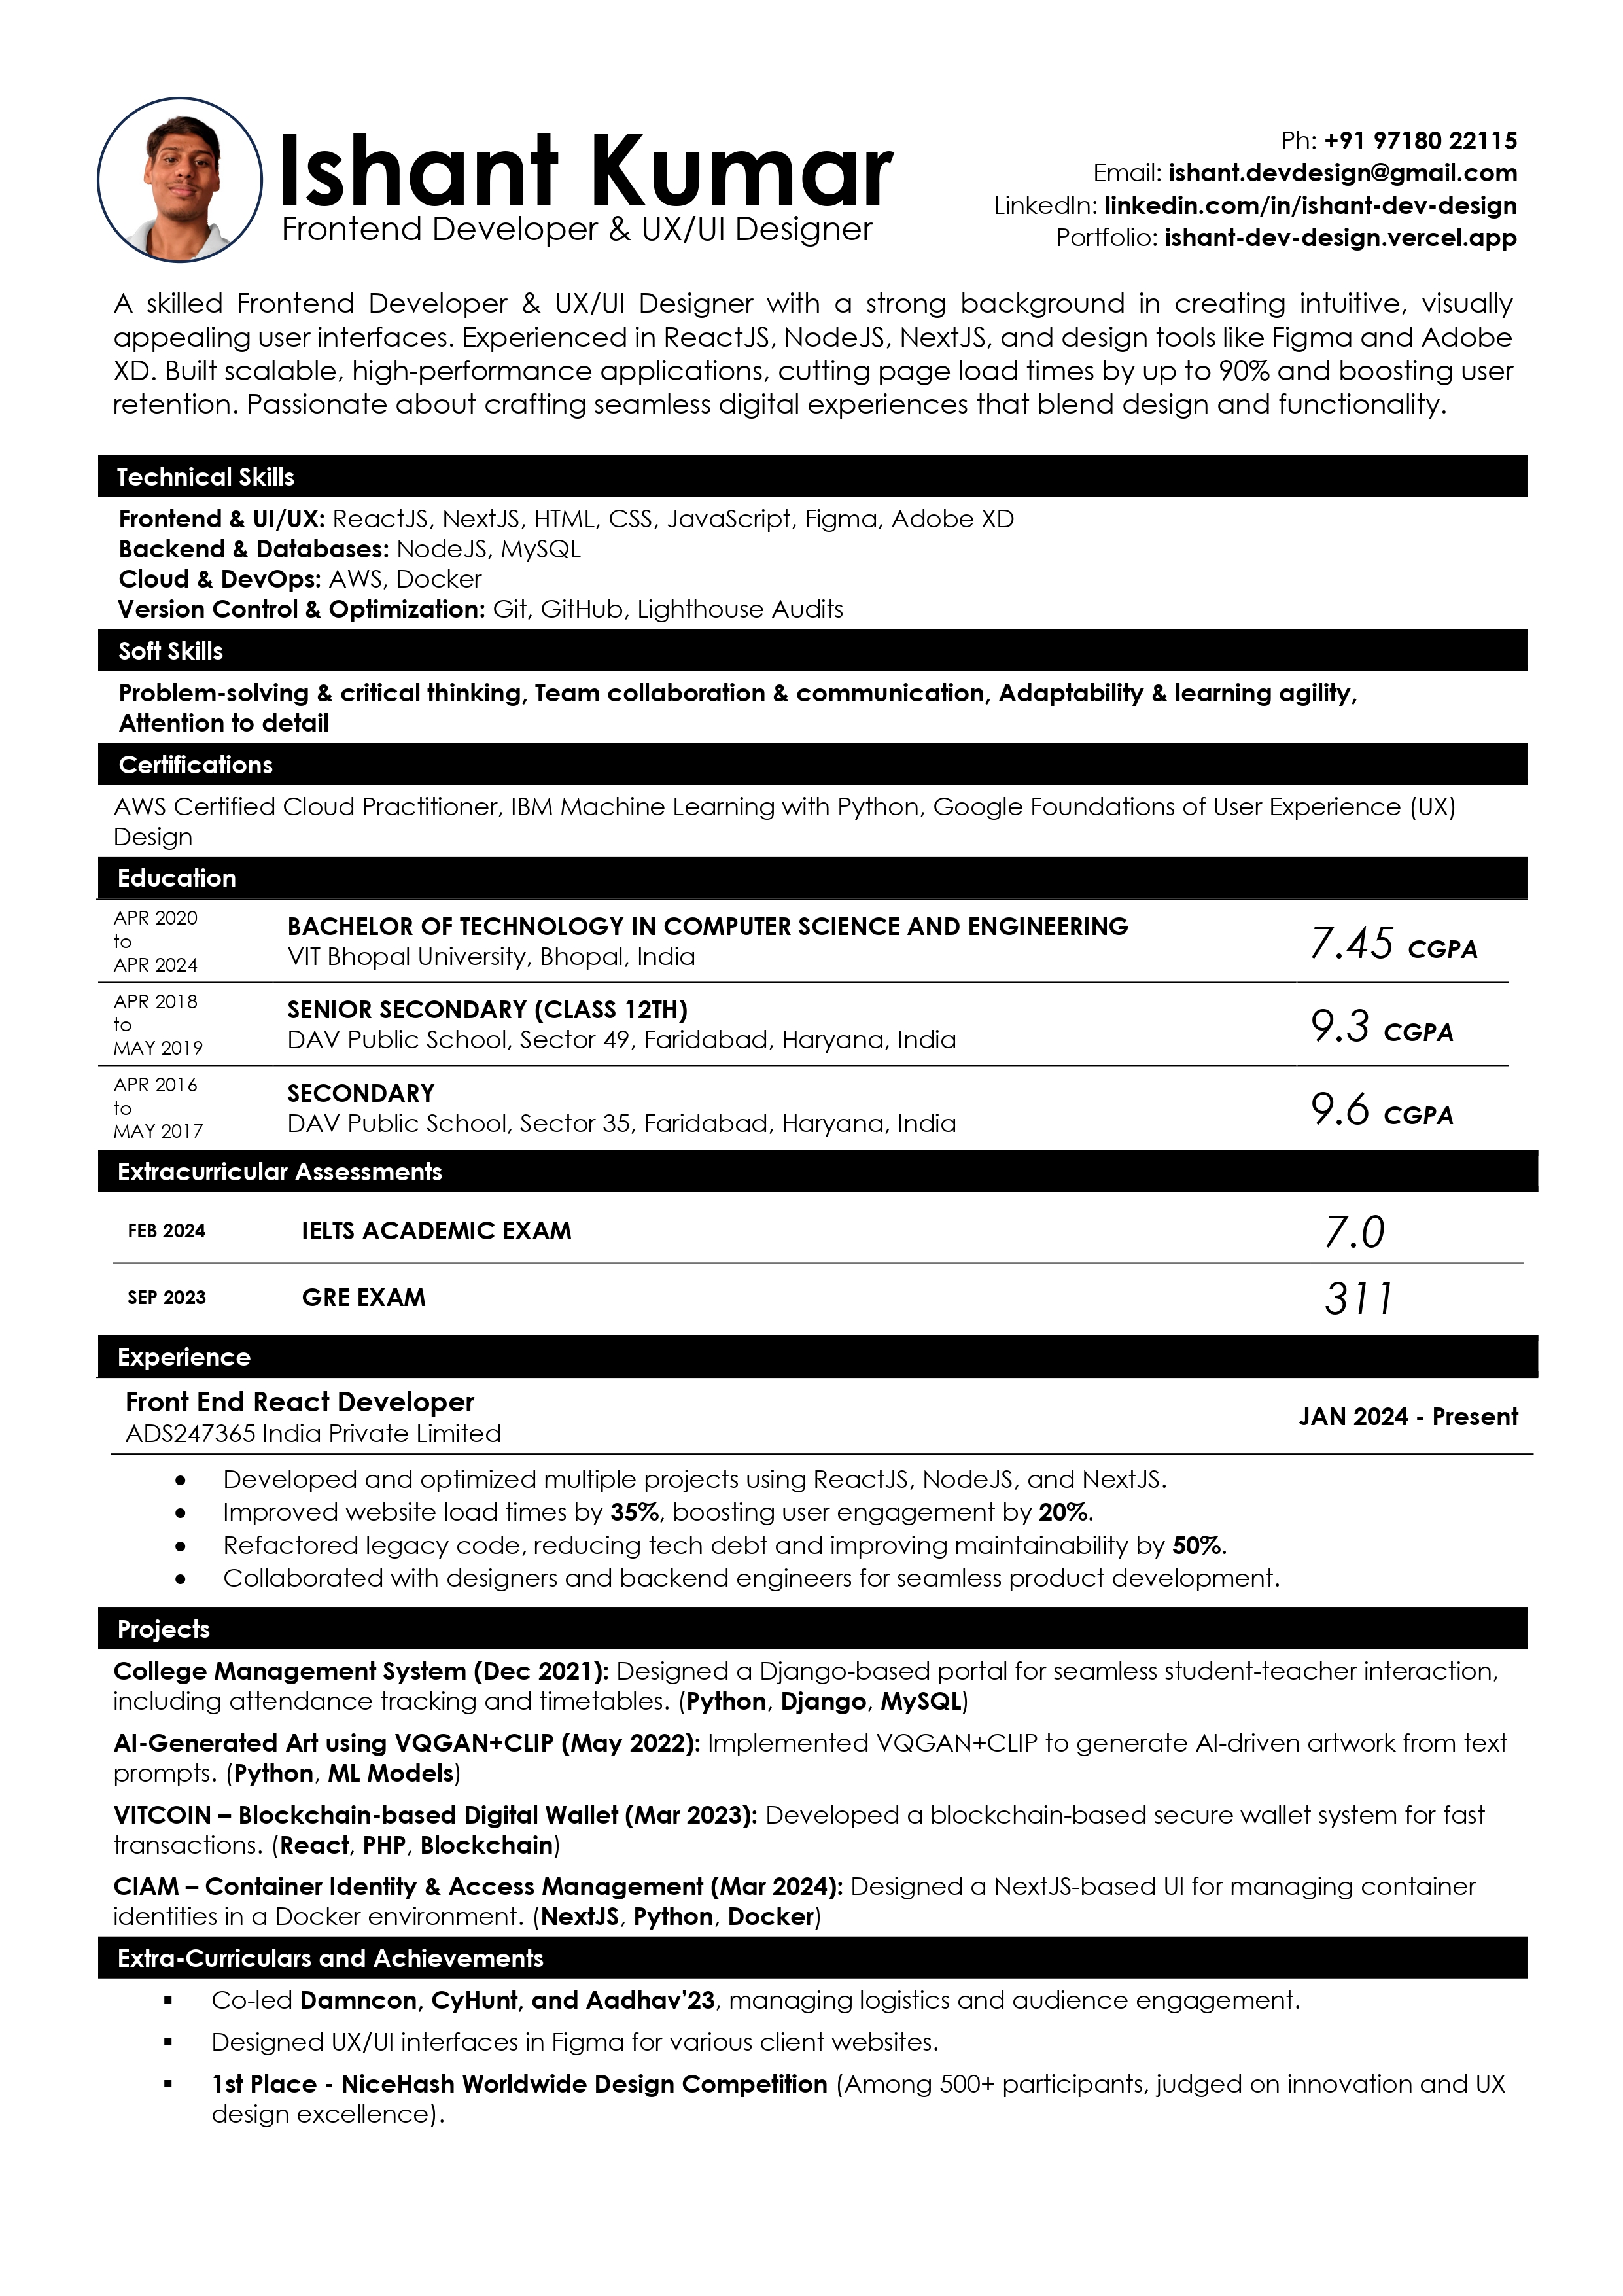 Ishant Kumar
Frontend Developer & UX/UI Designer
Ph: +91 97180 22115
Email: ishant.devdesign@gmail.com
LinkedIn: linkedin.com/in/ishant-dev-design
Portfolio: ishant-dev-design.vercel.app
A skilled Frontend Developer & UX/UI Designer with a strong background in creating intuitive, visually
appealing user interfaces. Experienced in ReactJS, NodeJS, NextJS, and design tools like Figma and Adobe
XD. Built scalable, high-performance applications, cutting page load times by up to 90% and boosting user
retention. Passionate about crafting seamless digital experiences that blend design and functionality.
Technical Skills
Frontend & UI/UX: ReactJS, NextJS, HTML, CSS, JavaScript, Figma, Adobe XD
Backend & Databases: NodeJS, MySQL
Cloud & DevOps: AWS, Docker
Version Control & Optimization: Git, GitHub, Lighthouse Audits
Soft Skills
Problem-solving & critical thinking, Team collaboration & communication, Adaptability & learning agility,
Attention to detail
Certifications
AWS Certified Cloud Practitioner, IBM Machine Learning with Python, Google Foundations of User Experience (UX)
Design
Education
APR 2020
to
APR 2024
BACHELOR OF TECHNOLOGY IN COMPUTER SCIENCE AND ENGINEERING
VIT Bhopal University, Bhopal, India
7.45 CGPA
APR 2018
to
MAY 2019
SENIOR SECONDARY (CLASS 12TH)
DAV Public School, Sector 49, Faridabad, Haryana, India
9.3 CGPA
APR 2016
to
MAY 2017
SECONDARY
DAV Public School, Sector 35, Faridabad, Haryana, India
9.6 CGPA
Extracurricular Assessments
FEB 2024 IELTS ACADEMIC EXAM 7.0
SEP 2023 GRE EXAM 311
Experience
Front End React Developer
ADS247365 India Private Limited
JAN 2024 - Present
● Developed and optimized multiple projects using ReactJS, NodeJS, and NextJS.
● Improved website load times by 35%, boosting user engagement by 20%.
● Refactored legacy code, reducing tech debt and improving maintainability by 50%.
● Collaborated with designers and backend engineers for seamless product development.
Projects
College Management System (Dec 2021): Designed a Django-based portal for seamless student-teacher interaction,
including attendance tracking and timetables. (Python, Django, MySQL)
AI-Generated Art using VQGAN+CLIP (May 2022): Implemented VQGAN+CLIP to generate AI-driven artwork from text
prompts. (Python, ML Models)
VITCOIN – Blockchain-based Digital Wallet (Mar 2023): Developed a blockchain-based secure wallet system for fast
transactions. (React, PHP, Blockchain)
CIAM – Container Identity & Access Management (Mar 2024): Designed a NextJS-based UI for managing container
identities in a Docker environment. (NextJS, Python, Docker)
Extra-Curriculars and Achievements
▪ Co-led Damncon, CyHunt, and Aadhav’23, managing logistics and audience engagement.
▪ Designed UX/UI interfaces in Figma for various client websites.
▪ 1st Place - NiceHash Worldwide Design Competition (Among 500+ participants, judged on innovation and UX
design excellence).